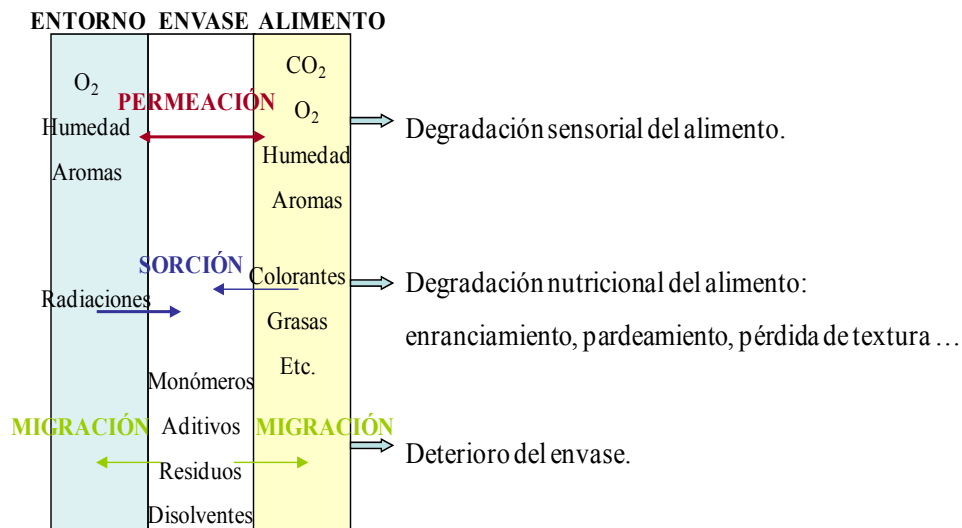 ENTORNO ENVASE ALIMENTO
O₂
Humedad
Aromas
PERMEACIÓN
CO₂
O₂
Humedad
Aromas
Degradación sensorial del alimento.
SORCIÓN
Radiaciones
Colorantes
Grasas
Etc.
Degradación nutricional del alimento:
enranciamiento, pardeamiento, pérdida de textura …
Monómeros
Aditivos
Residuos
Disolventes
MIGRACIÓN
MIGRACIÓN
Deterioro del envase.